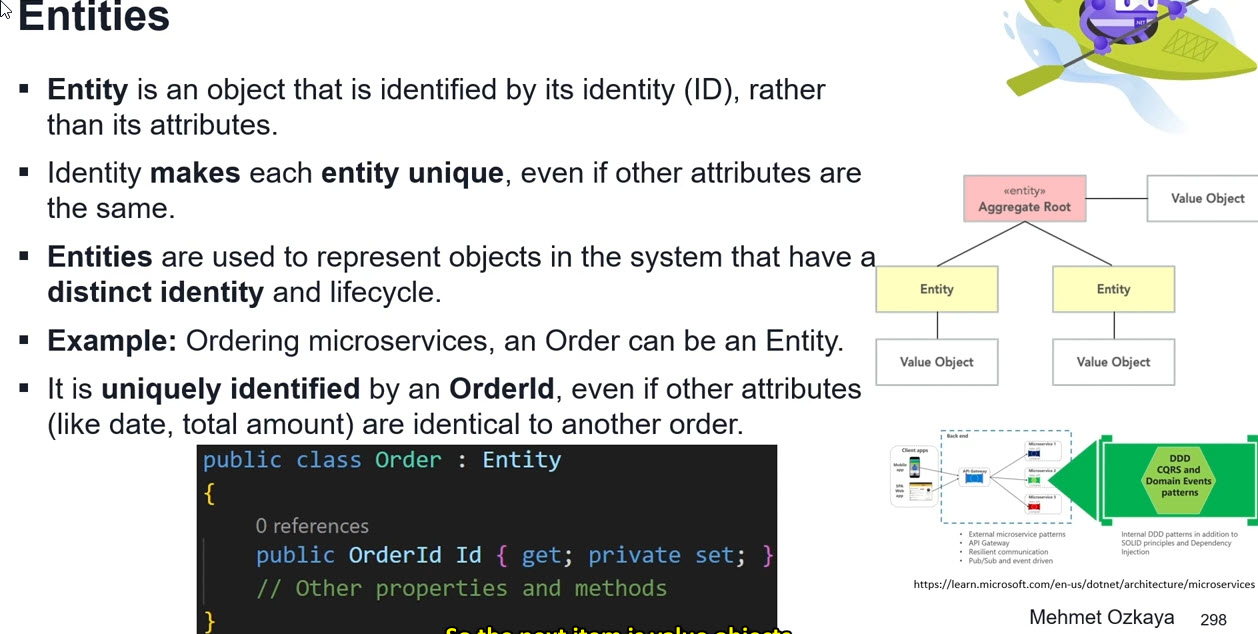 Entities
Entity is an object that is identified by its identity (ID), rather
than its attributes.
Identity makes each entity unique, even if other attributes are
the same.
Entities are used to represent objects in the system that have a
distinct identity and lifecycle.
Example: Ordering microservices, an Order can be an Entity.
It is uniquely identified by an OrderId, even if other attributes
(like date, total amount) are identical to another order.
public class Order : Entity
{
0 references
public OrderId Id { get; private set; }
// Other properties and methods
}
So the next item is value objects
.NET
«entity»
Aggregate Root
Value Object
Entity
Entity
Value Object
Value Object
Back end
Client apps
Mobile
app
SPA
Web
app
API Gateway
Microservice 1
Microservice 2
Microservice 3
DDD
CQRS and
Domain Events
patterns
• External microservice patterns
• API Gateway
• Resilient communication
• Pub/Sub and event driven
Internal DDD patterns in addition to
SOLID principles and Dependency
Injection
https://learn.microsoft.com/en-us/dotnet/architecture/microservices
Mehmet Ozkaya 298